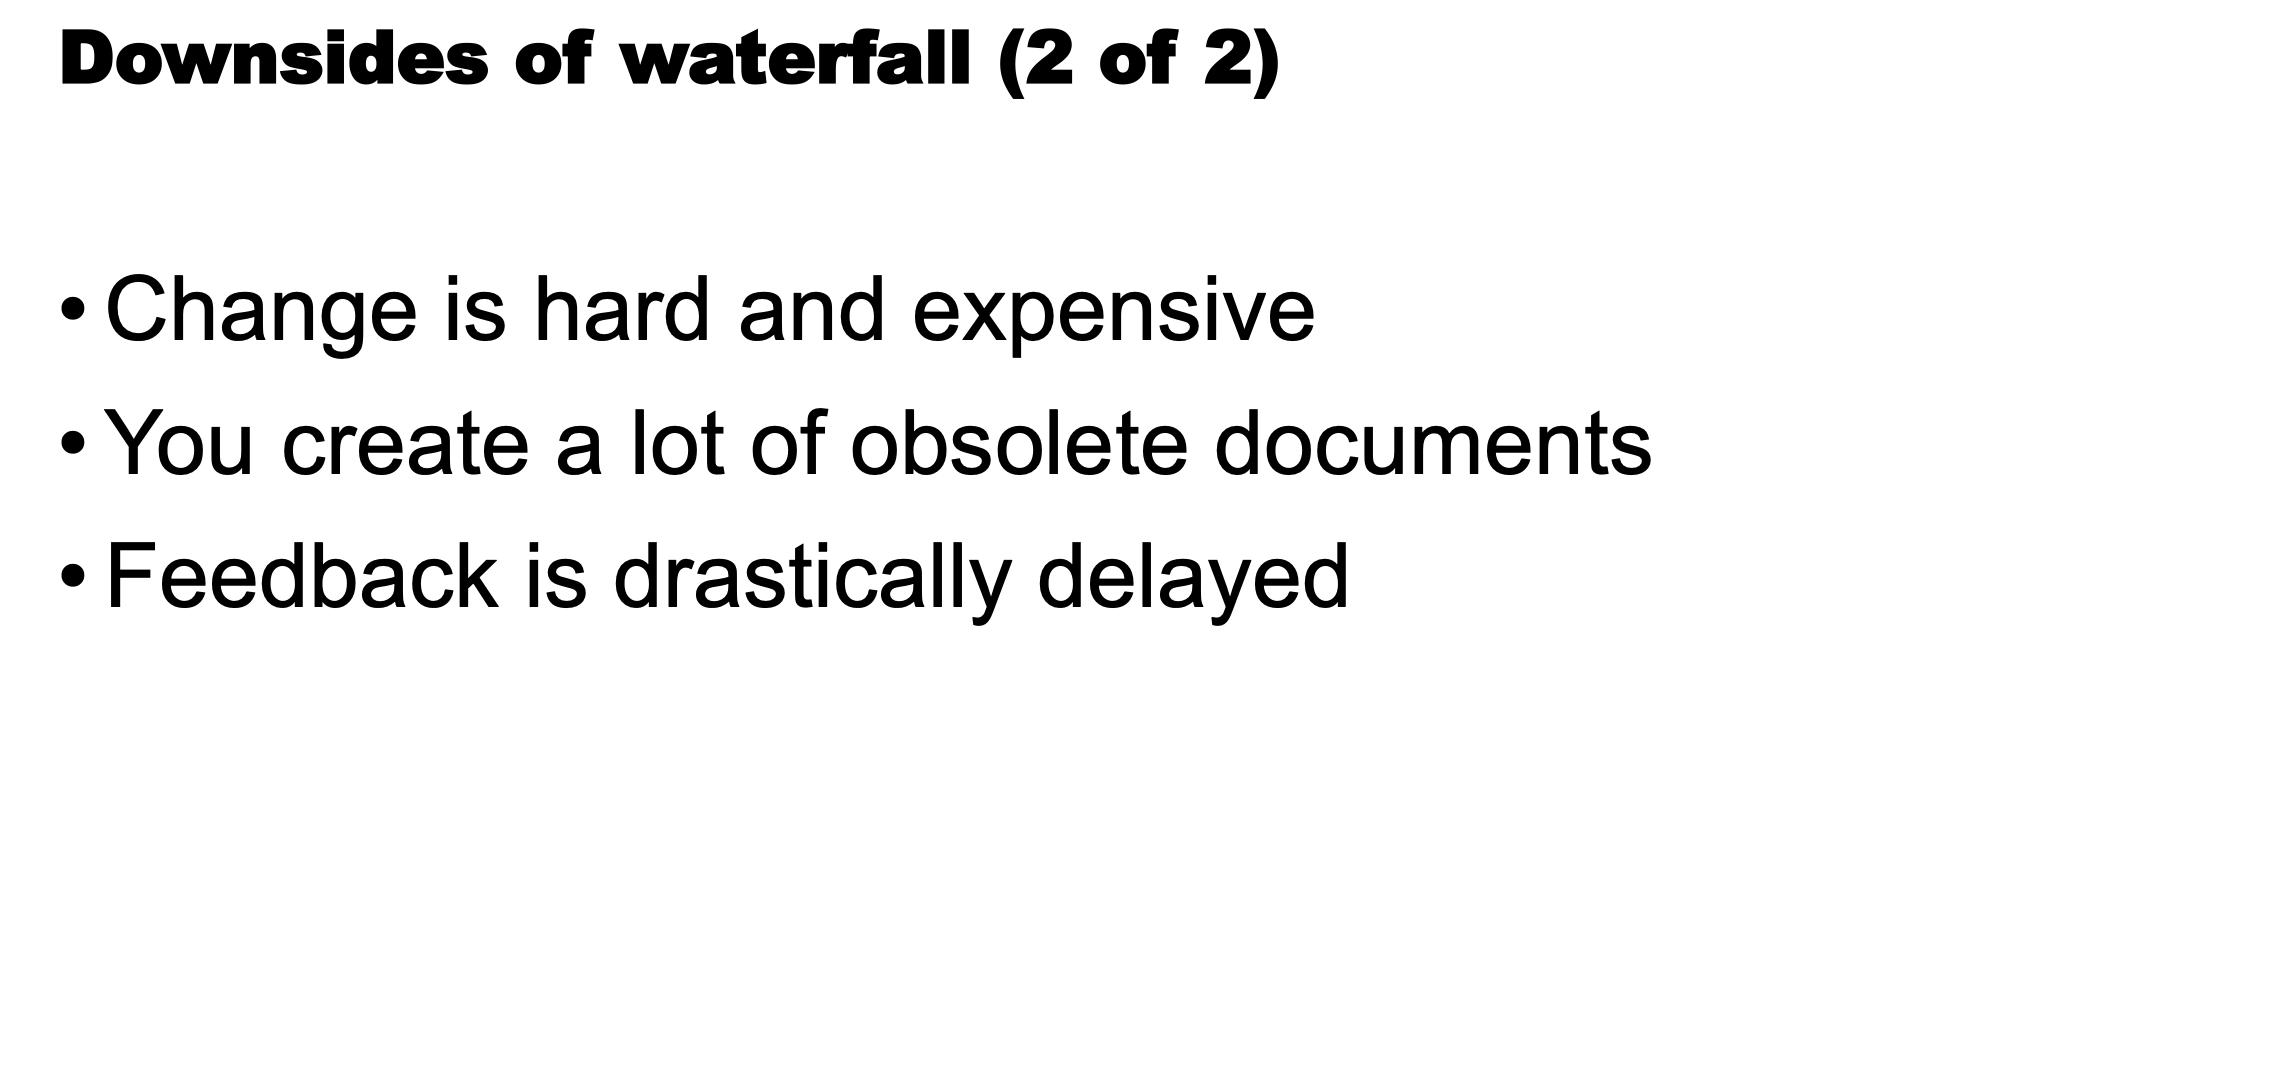 Downsides of waterfall (2 of 2)
• Change is hard and expensive
• You create a lot of obsolete documents
• Feedback is drastically delayed